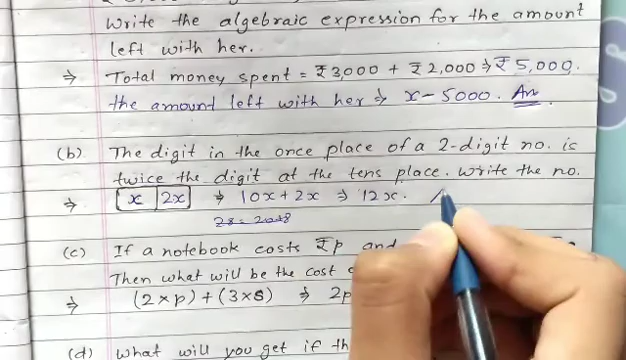 Write the algebraic expression for the amount
left with her.
⇒ Total money spent = ₹3,000 + ₹2,000 ⇒ ₹5,000.
the amount left with her ⇒ x – 5000. Ans
(b) The digit in the once place of a 2-digit no. is
twice the digit at the tens place. Write the no.
⇒ x 2x ⇒ 10x + 2x ⇒ 12x.
28 = 20+8
(c) If a notebook costs ₹p and
Then what will be the cost
⇒ (2×p) + (3×s) ⇒ 2p
(d) What will you get if th